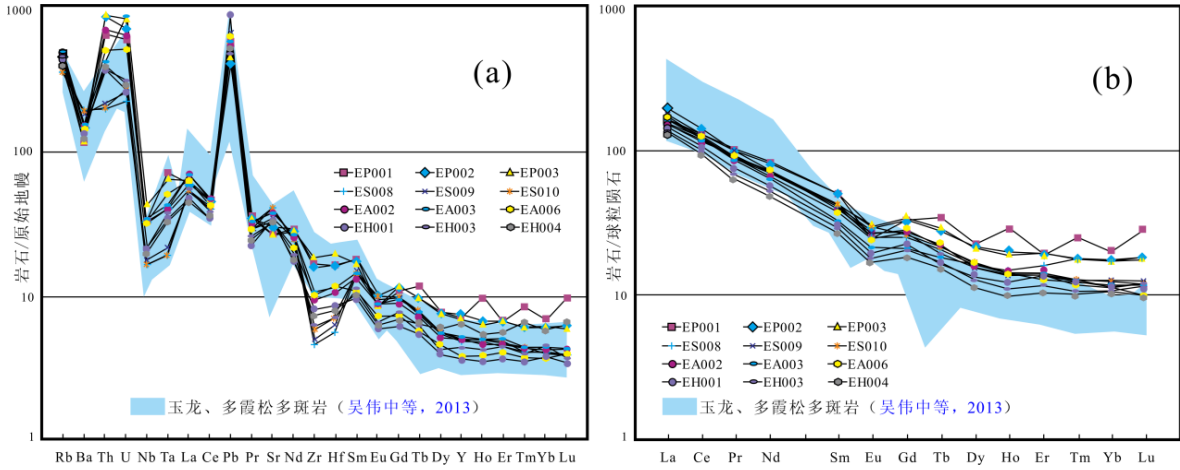 1000
100
10
1
岩石/原始地幔
(a)
EP001 EP002 EP003
ES008 ES009 ES010
EA002 EA003 EA006
EH001 EH003 EH004
玉龙、多霞松多斑岩（吴伟中等，2013）
Rb Ba Th U Nb Ta La Ce Pb Pr Sr Nd Zr Hf Sm Eu Gd Tb Dy Y Ho Er Tm Yb Lu
1000
100
10
1
岩石/球粒陨石
(b)
EP001 EP002 EP003
ES008 ES009 ES010
EA002 EA003 EA006
EH001 EH003 EH004
玉龙、多霞松多斑岩（吴伟中等，2013）
La Ce Pr Nd Sm Eu Gd Tb Dy Ho Er Tm Yb Lu